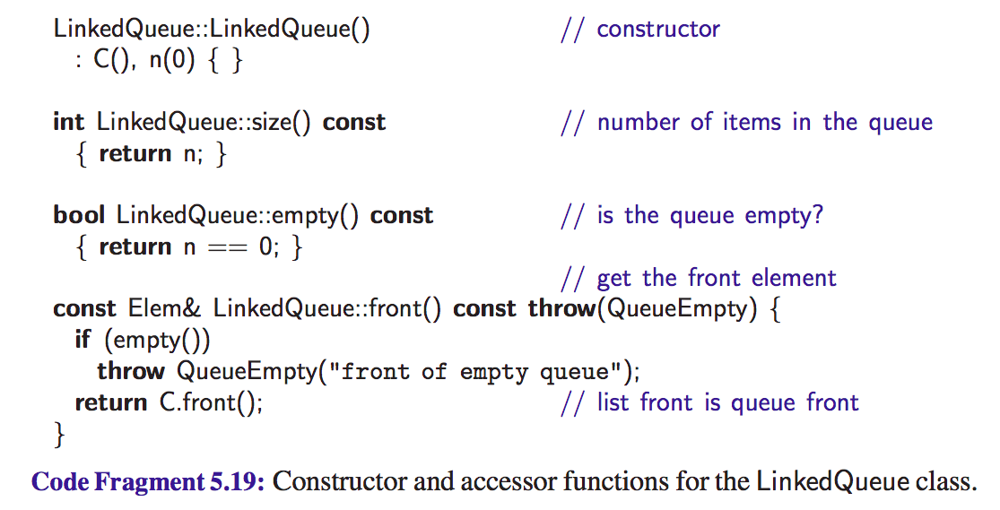 LinkedQueue::LinkedQueue() // constructor
: C(), n(0) { }
int LinkedQueue::size() const // number of items in the queue
{ return n; }
bool LinkedQueue::empty() const // is the queue empty?
{ return n == 0; }
// get the front element
const Elem& LinkedQueue::front() const throw(QueueEmpty) {
if (empty())
throw QueueEmpty("front of empty queue");
return C.front(); // list front is queue front
}
Code Fragment 5.19: Constructor and accessor functions for the LinkedQueue class.